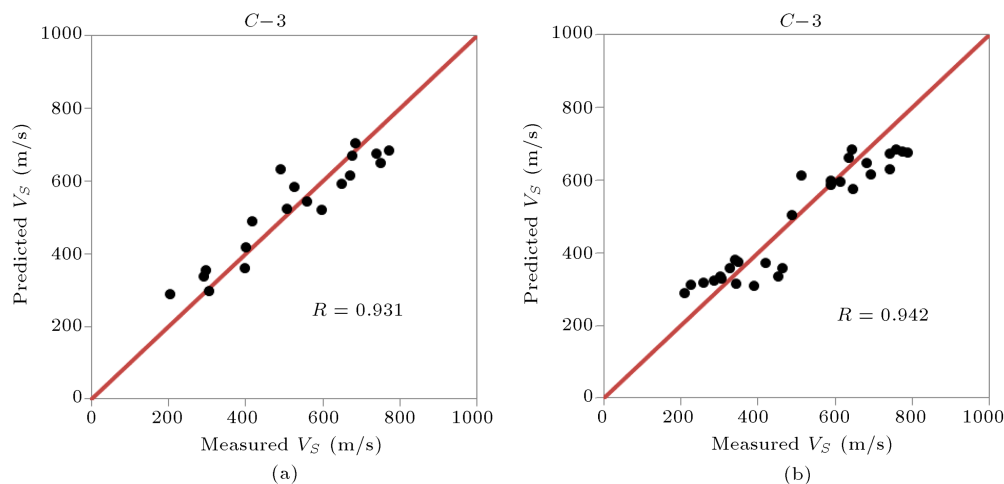 C−3
1000
800
600
400
200
0
Predicted V_S (m/s)
R = 0.931
0 200 400 600 800 1000
Measured V_S (m/s)
(a)
C−3
1000
800
600
400
200
0
Predicted V_S (m/s)
R = 0.942
0 200 400 600 800 1000
Measured V_S (m/s)
(b)